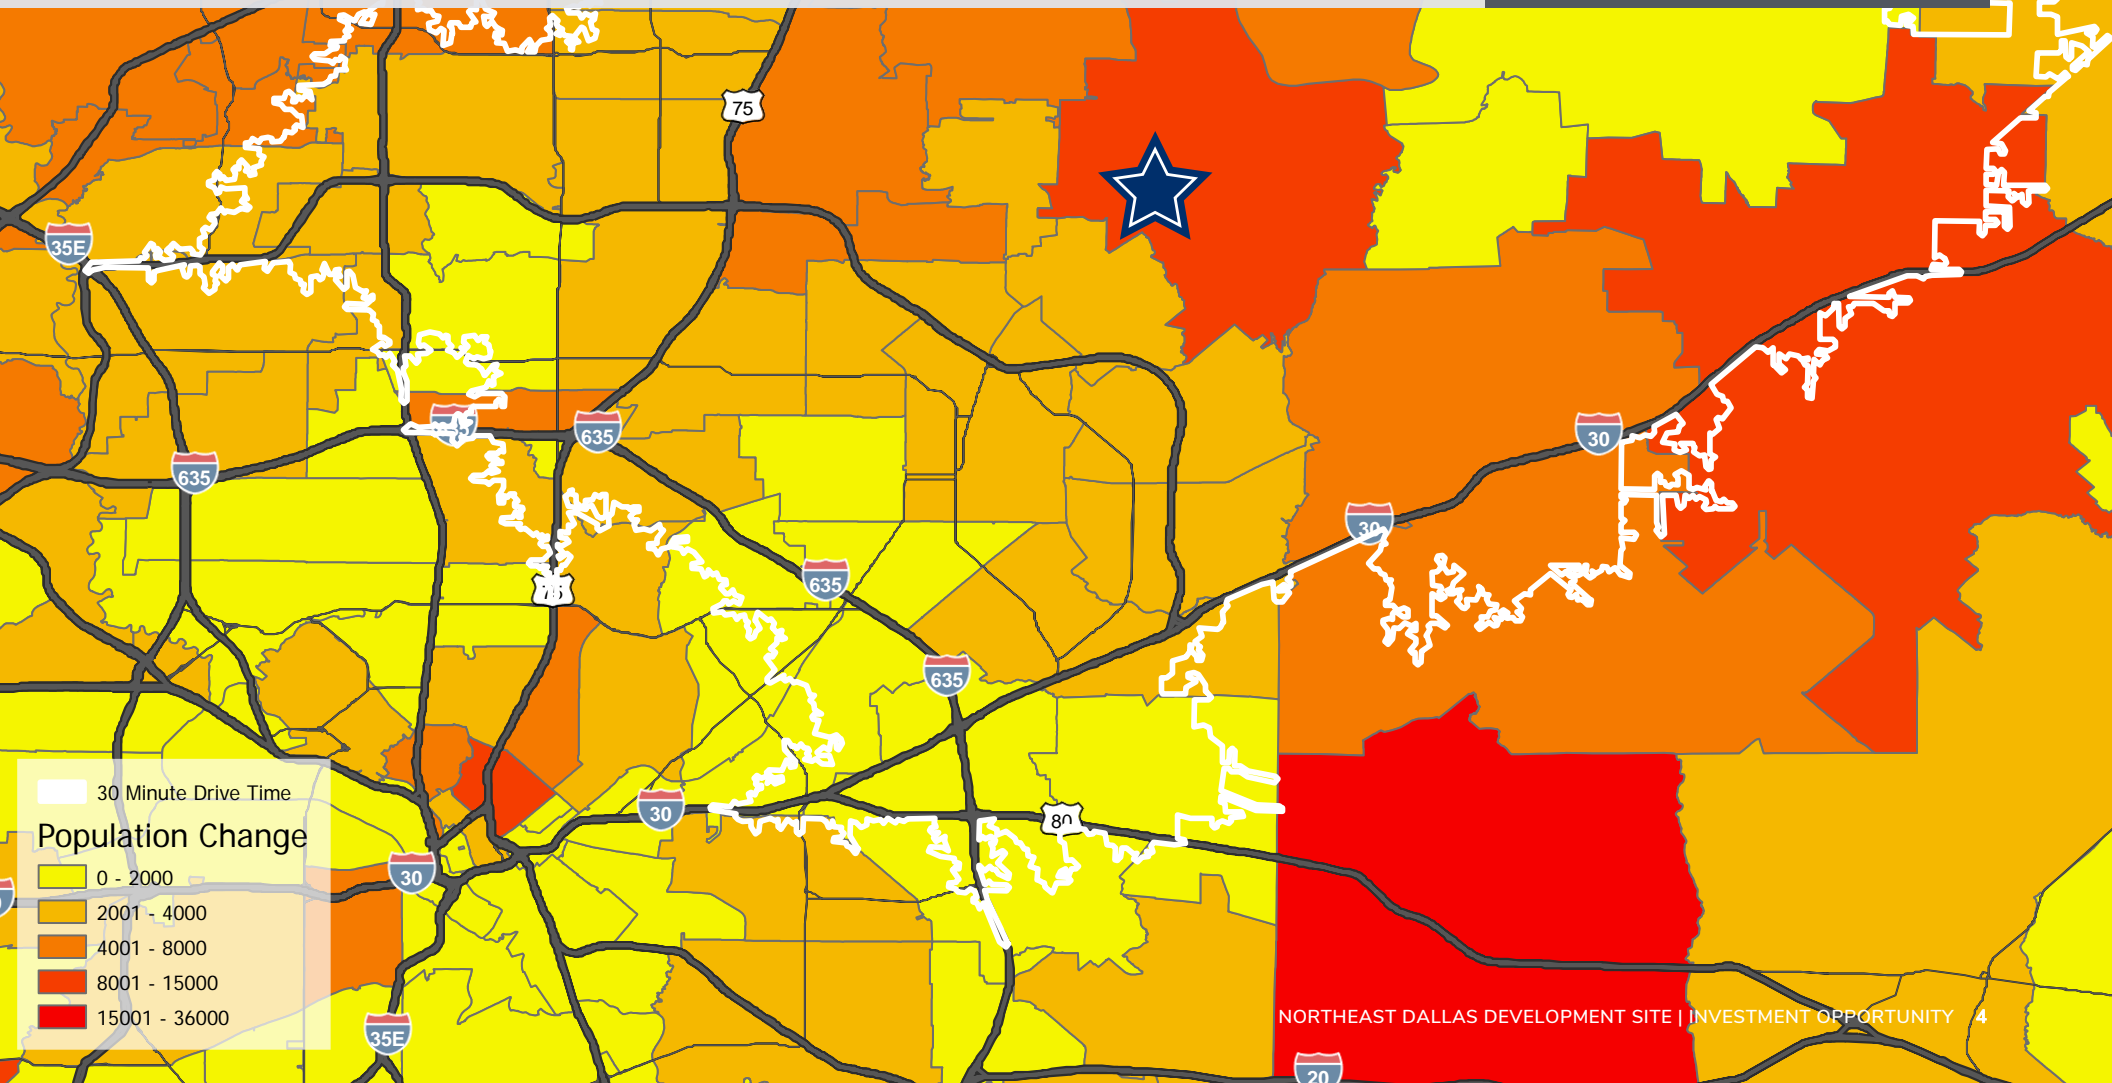 75
35E
635
635
30
30
75
635
635
30
80
30
35E
20
30 Minute Drive Time
Population Change
0 - 2000
2001 - 4000
4001 - 8000
8001 - 15000
15001 - 36000
NORTHEAST DALLAS DEVELOPMENT SITE | INVESTMENT OPPORTUNITY 4